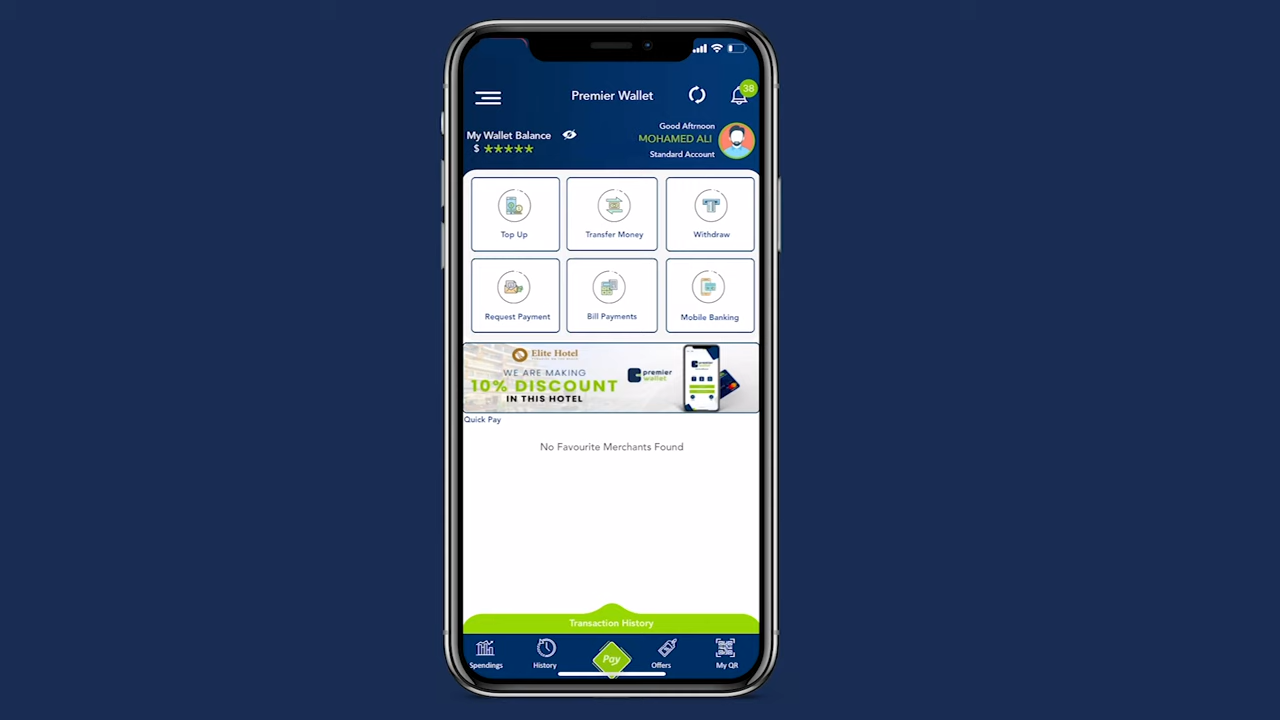 Premier Wallet
38
My Wallet Balance
$ *****
Good Aftrnoon
MOHAMED ALI
Standard Account
Top Up
Transfer Money
Withdraw
Request Payment
Bill Payments
Mobile Banking
Elite Hotel
WE ARE MAKING
10% DISCOUNT
IN THIS HOTEL
premier
wallet
Quick Pay
No Favourite Merchants Found
Transaction History
Spendings
History
Pay
Offers
My QR